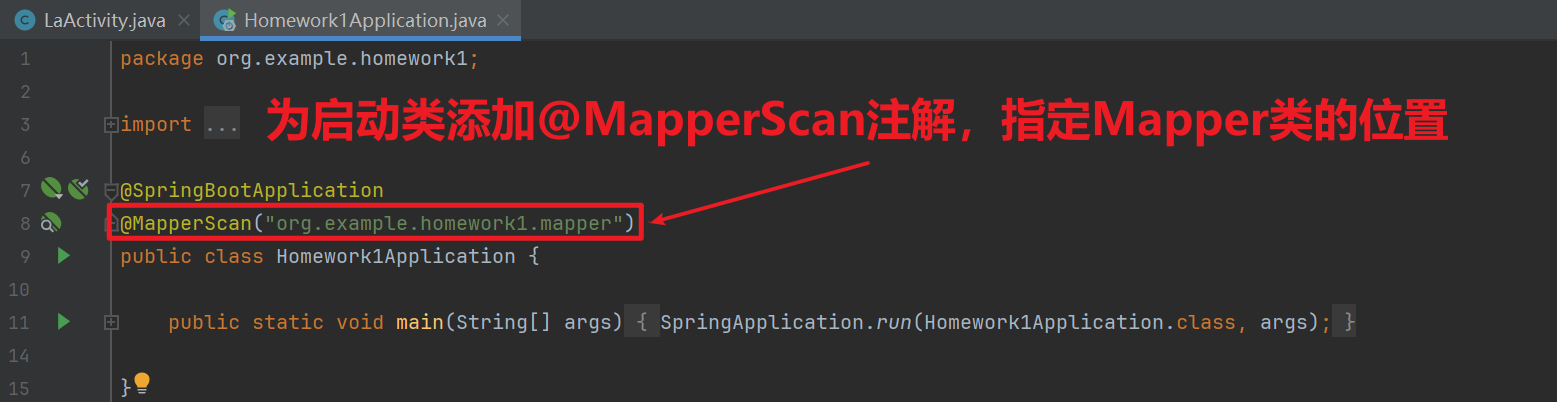 LaActivity.java × Homework1Application.java ×
1 package org.example.homework1;
2
3 import ... 为启动类添加@MapperScan注解，指定Mapper类的位置
6
7 @SpringBootApplication
8 @MapperScan("org.example.homework1.mapper")
9 public class Homework1Application {
10
11 public static void main(String[] args) { SpringApplication.run(Homework1Application.class, args); }
14
15 }